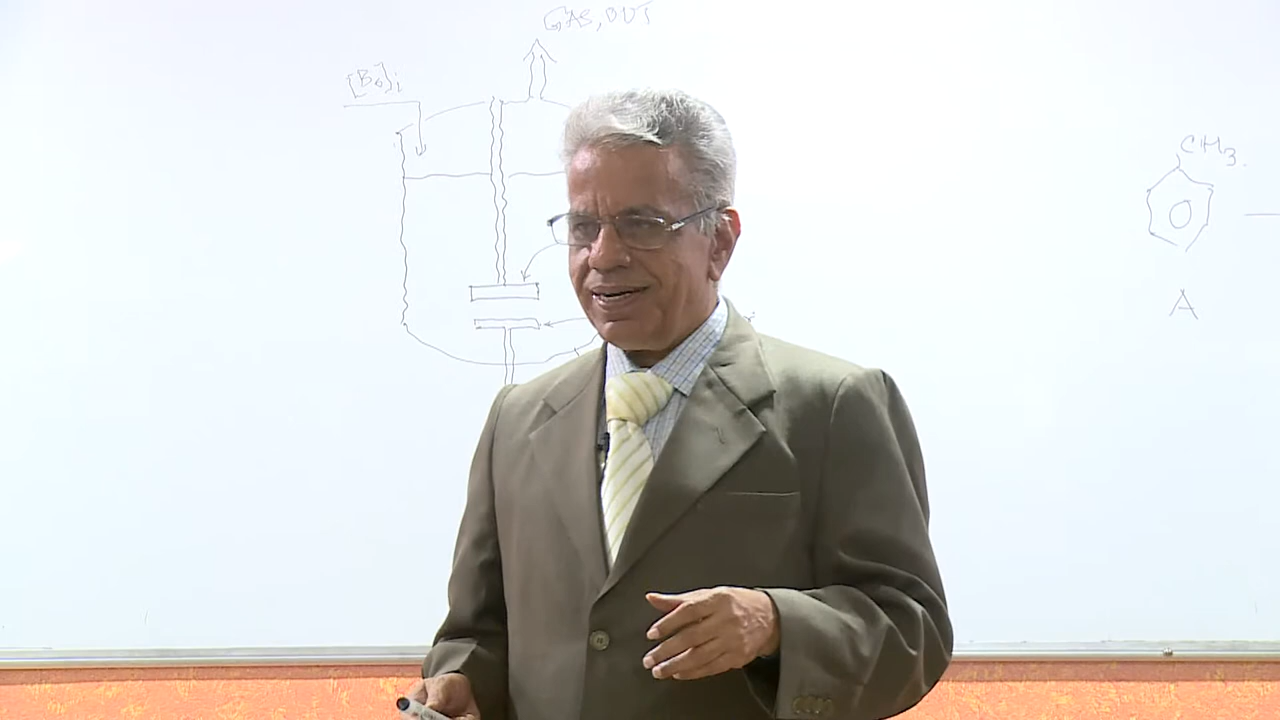 GAS, OUT
[B₀]i
CH₃
A